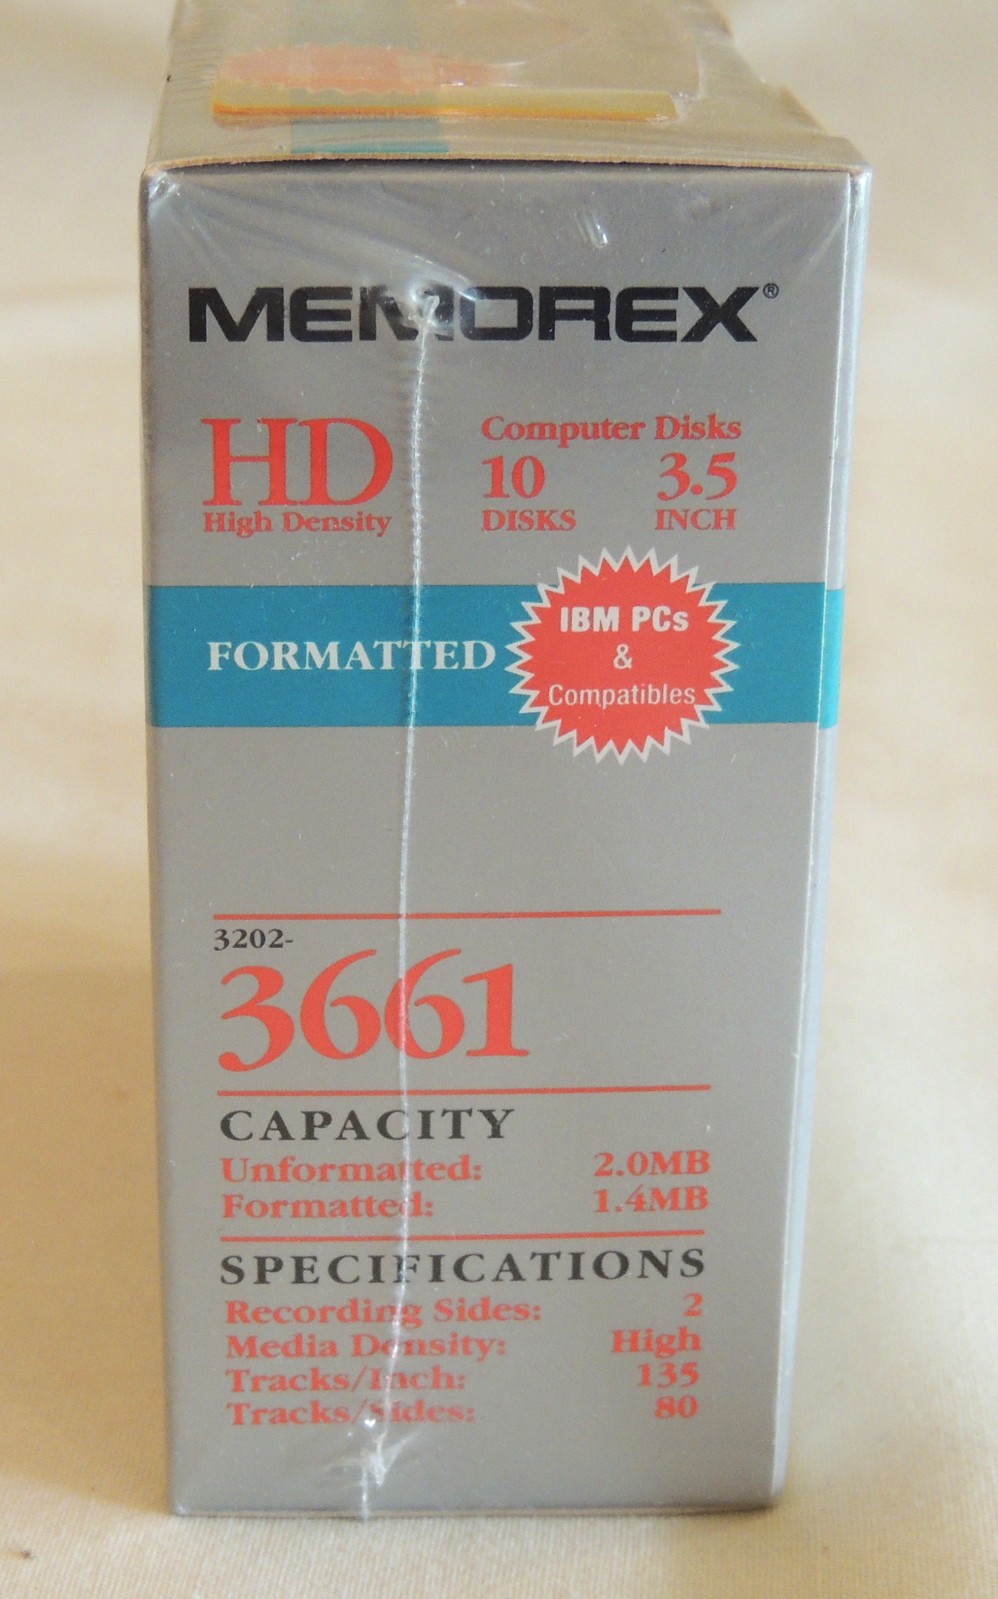 MEMOREX®
HD
High Density
Computer Disks
10 3.5
DISKS INCH
FORMATTED
IBM PCs
&
Compatibles
3202-
3661
CAPACITY
Unformatted: 2.0MB
Formatted: 1.4MB
SPECIFICATIONS
Recording Sides: 2
Media Density: High
Tracks/Inch: 135
Tracks/Sides: 80